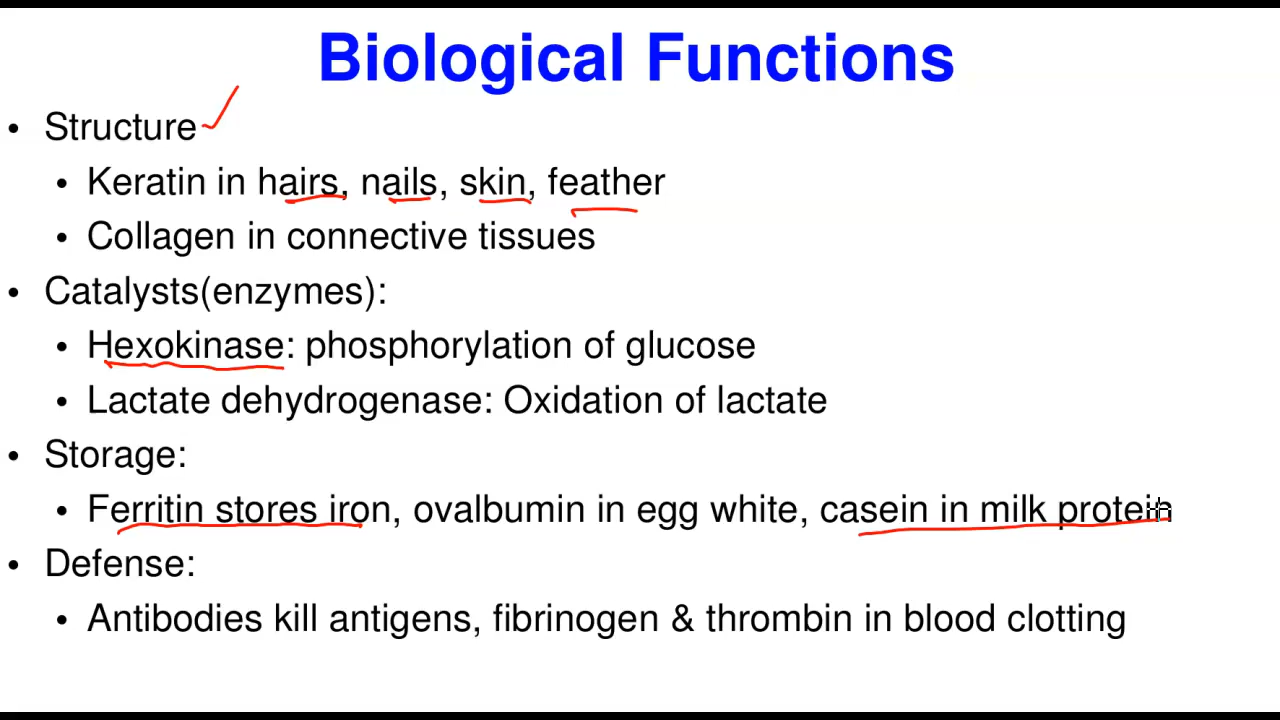 Biological Functions
• Structure
• Keratin in hairs, nails, skin, feather
• Collagen in connective tissues
• Catalysts(enzymes):
• Hexokinase: phosphorylation of glucose
• Lactate dehydrogenase: Oxidation of lactate
• Storage:
• Ferritin stores iron, ovalbumin in egg white, casein in milk protein
• Defense:
• Antibodies kill antigens, fibrinogen & thrombin in blood clotting